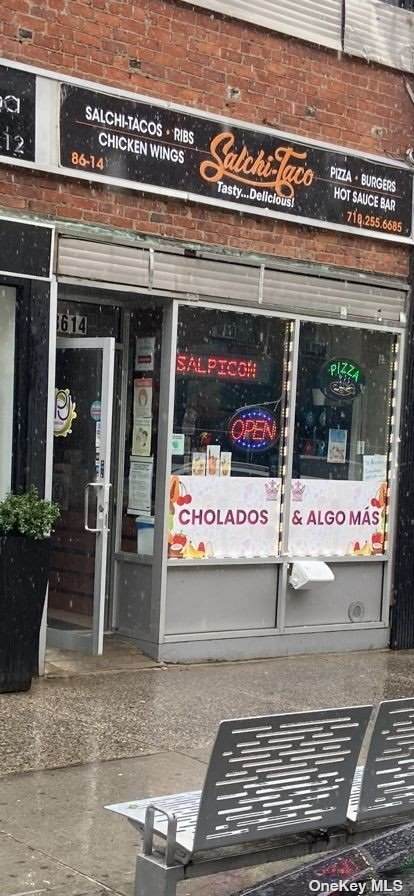 SALCHI-TACOS • RIBS
CHICKEN WINGS
86-14
Salchi-Taco
Tasty...Delicious!
PIZZA • BURGERS
HOT SAUCE BAR
718.255.6685
12
8614
SALPICON
OPEN
PIZZA
CHOLADOS & ALGO MÁS
OneKey MLS